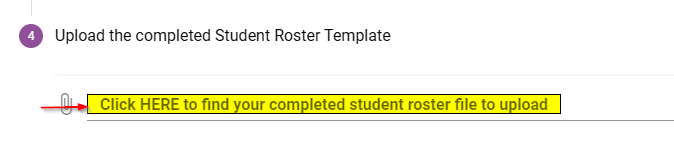 4 Upload the completed Student Roster Template
Click HERE to find your completed student roster file to upload